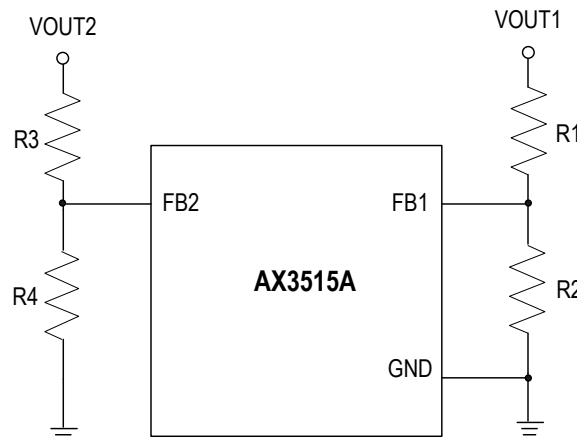 VOUT2
VOUT1
R3
R1
FB2
FB1
AX3515A
R4
R2
GND